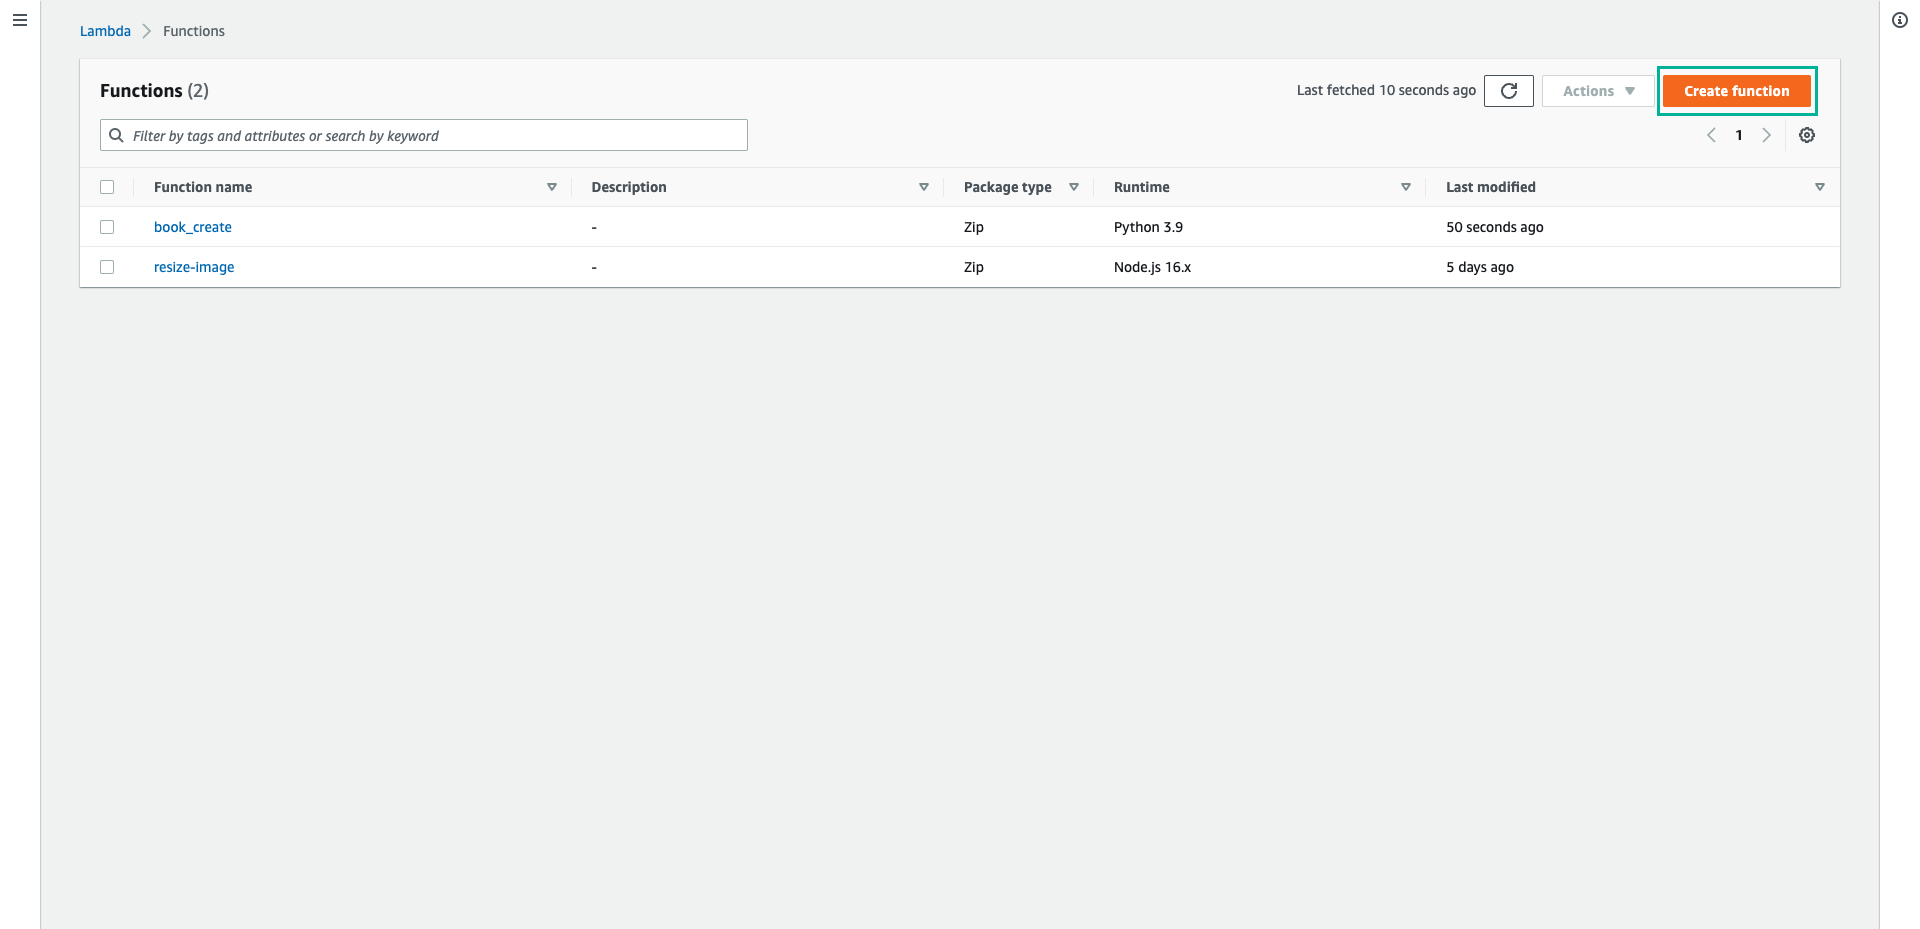 Lambda Functions
Functions (2)
Last fetched 10 seconds ago Actions Create function
Filter by tags and attributes or search by keyword 1
Function name Description Package type Runtime Last modified
book_create - Zip Python 3.9 50 seconds ago
resize-image - Zip Node.js 16.x 5 days ago